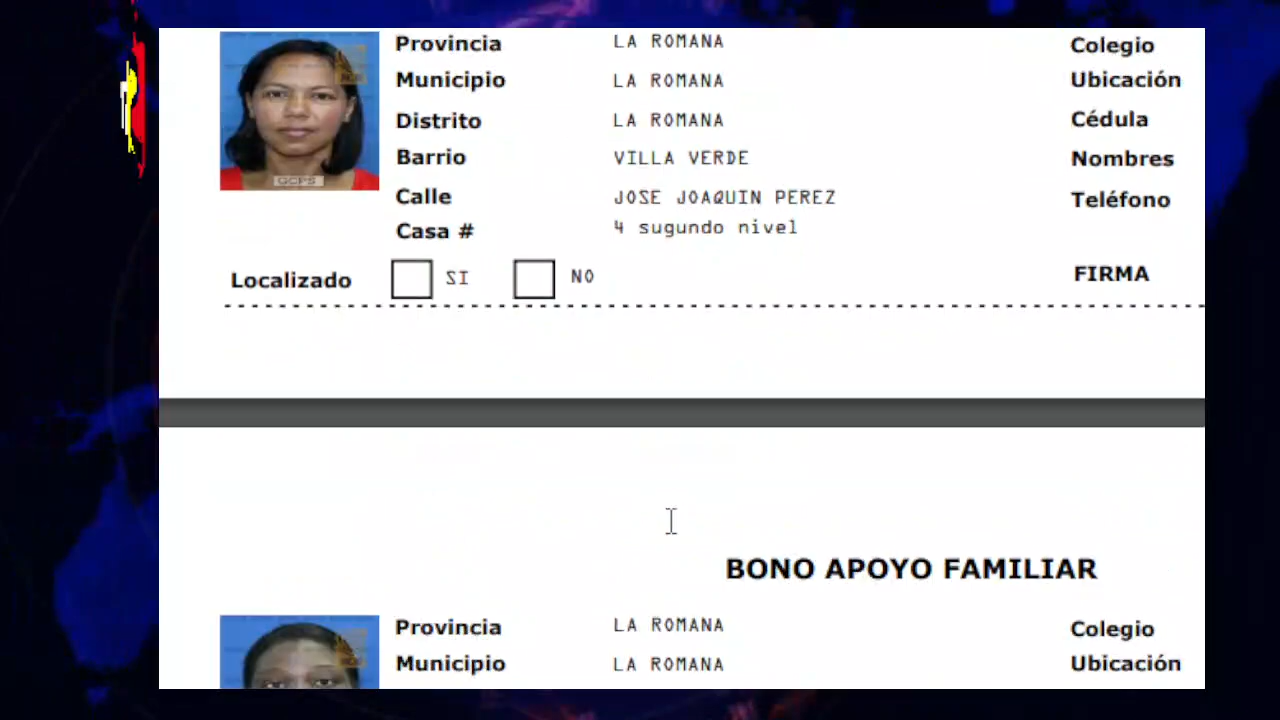 Provincia LA ROMANA Colegio
Municipio LA ROMANA Ubicación
Distrito LA ROMANA Cédula
Barrio VILLA VERDE Nombres
Calle JOSE JOAQUIN PEREZ Teléfono
Casa # 4 sugundo nivel
Localizado SI NO FIRMA
GCPS
BONO APOYO FAMILIAR
Provincia LA ROMANA Colegio
Municipio LA ROMANA Ubicación